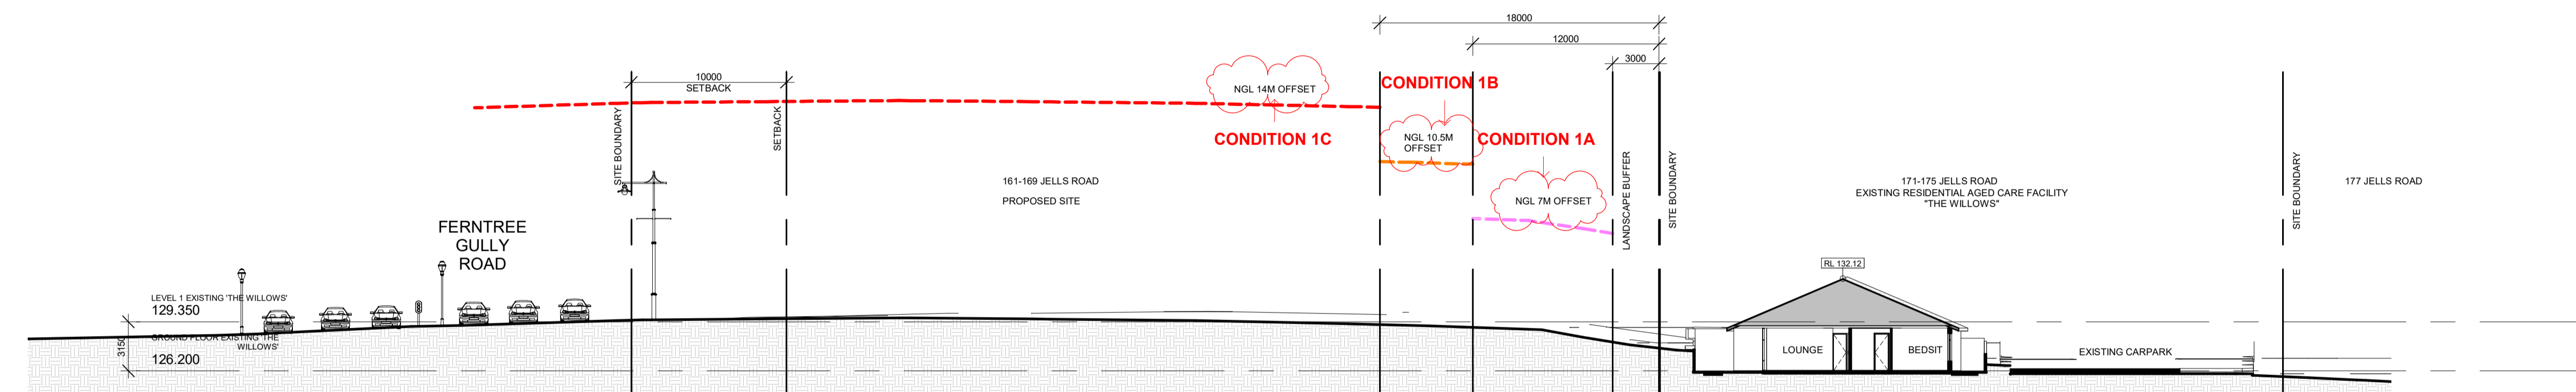 18000
12000
3000
10000
SETBACK
NGL 14M OFFSET
CONDITION 1B
CONDITION 1C
NGL 10.5M
OFFSET
CONDITION 1A
NGL 7M OFFSET
SITE BOUNDARY
SETBACK
LANDSCAPE BUFFER
SITE BOUNDARY
SITE BOUNDARY
161-169 JELLS ROAD
PROPOSED SITE
171-175 JELLS ROAD
EXISTING RESIDENTIAL AGED CARE FACILITY
"THE WILLOWS"
177 JELLS ROAD
FERNTREE
GULLY
ROAD
RL 132.12
LEVEL 1 EXISTING 'THE WILLOWS'
129.350
GROUND FLOOR EXISTING 'THE
WILLOWS'
126.200
3150
LOUNGE
BEDSIT
EXISTING CARPARK